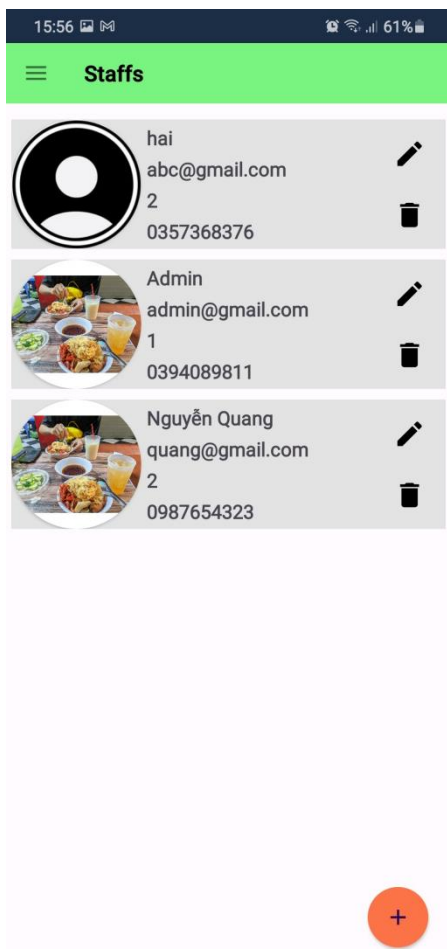 15:56 61%
Staffs
hai
abc@gmail.com
2
0357368376
Admin
admin@gmail.com
1
0394089811
Nguyễn Quang
quang@gmail.com
2
0987654323
+